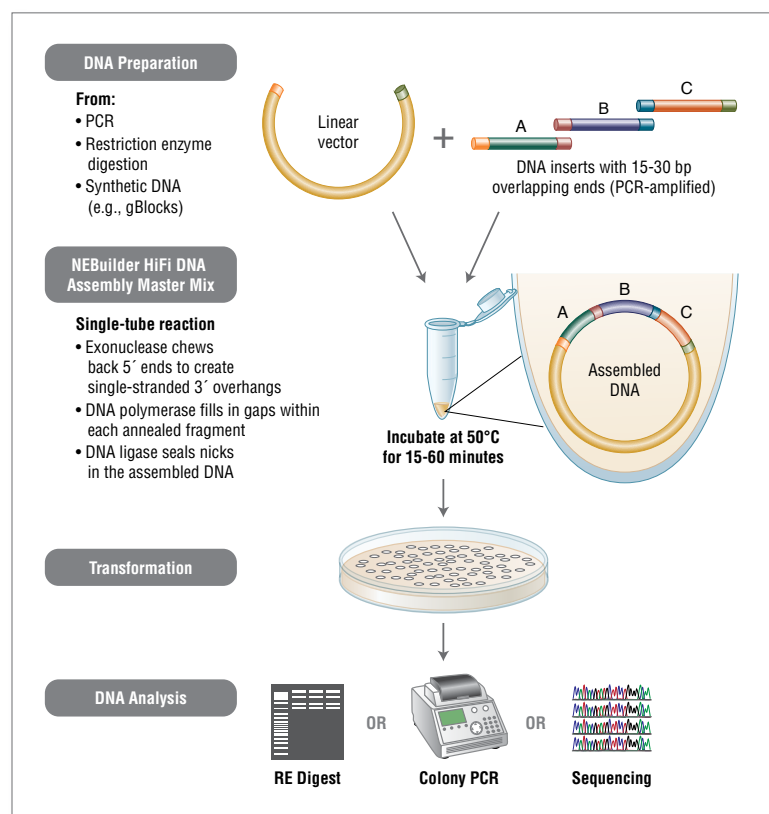 DNA Preparation
From:
• PCR
• Restriction enzyme
digestion
• Synthetic DNA
(e.g., gBlocks)
Linear
vector
+
A
B
C
DNA inserts with 15-30 bp
overlapping ends (PCR-amplified)
NEBuilder HiFi DNA
Assembly Master Mix
Single-tube reaction
• Exonuclease chews
back 5´ ends to create
single-stranded 3´ overhangs
• DNA polymerase fills in gaps within
each annealed fragment
• DNA ligase seals nicks
in the assembled DNA
Incubate at 50°C
for 15-60 minutes
A
B
C
Assembled
DNA
Transformation
DNA Analysis
OR
OR
RE Digest
Colony PCR
Sequencing